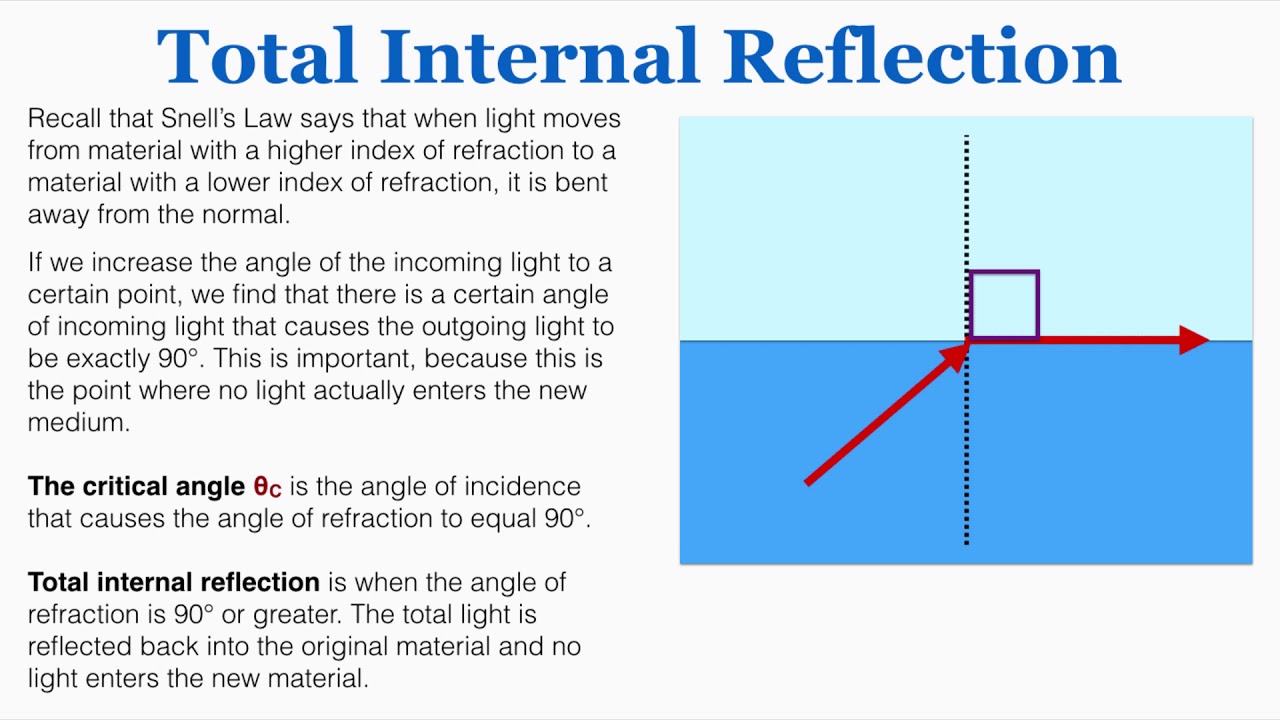 Total Internal Reflection
Recall that Snell’s Law says that when light moves
from material with a higher index of refraction to a
material with a lower index of refraction, it is bent
away from the normal.
If we increase the angle of the incoming light to a
certain point, we find that there is a certain angle
of incoming light that causes the outgoing light to
be exactly 90°. This is important, because this is
the point where no light actually enters the new
medium.
The critical angle θC is the angle of incidence
that causes the angle of refraction to equal 90°.
Total internal reflection is when the angle of
refraction is 90° or greater. The total light is
reflected back into the original material and no
light enters the new material.